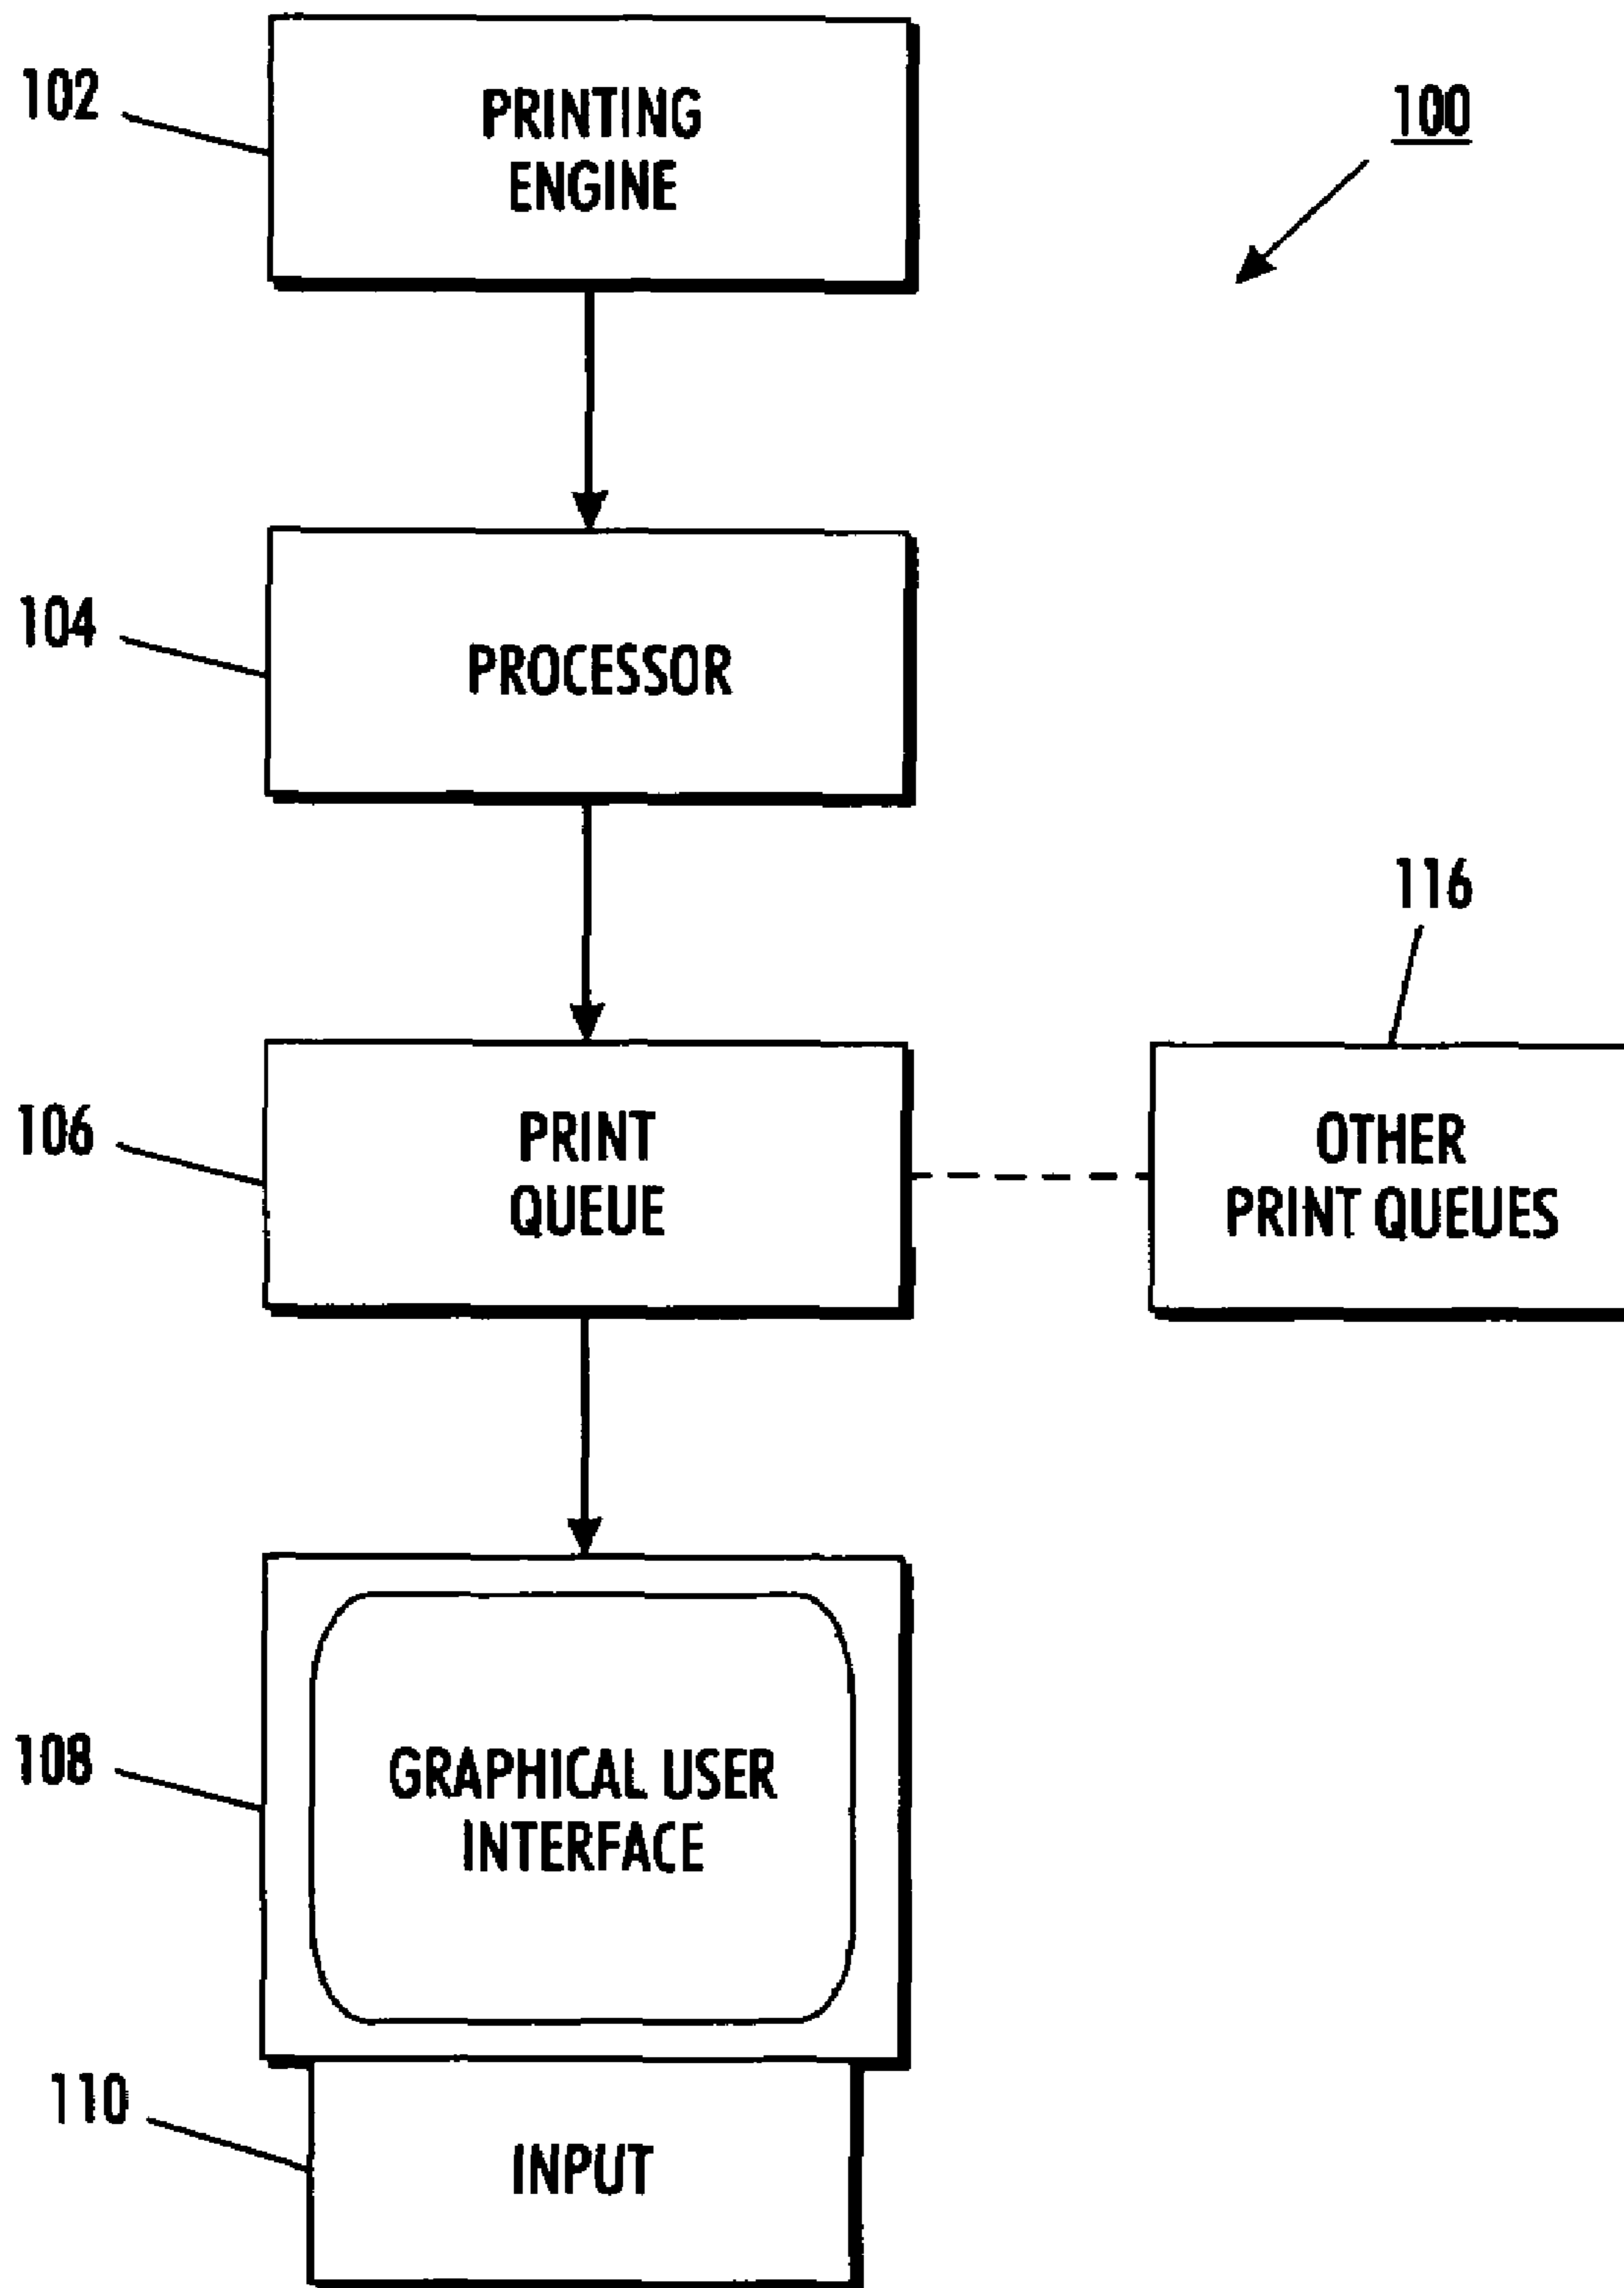 102
PRINTING
ENGINE
100
104
PROCESSOR
116
106
PRINT
QUEUE
OTHER
PRINT QUEUES
108
GRAPHICAL USER
INTERFACE
110
INPUT